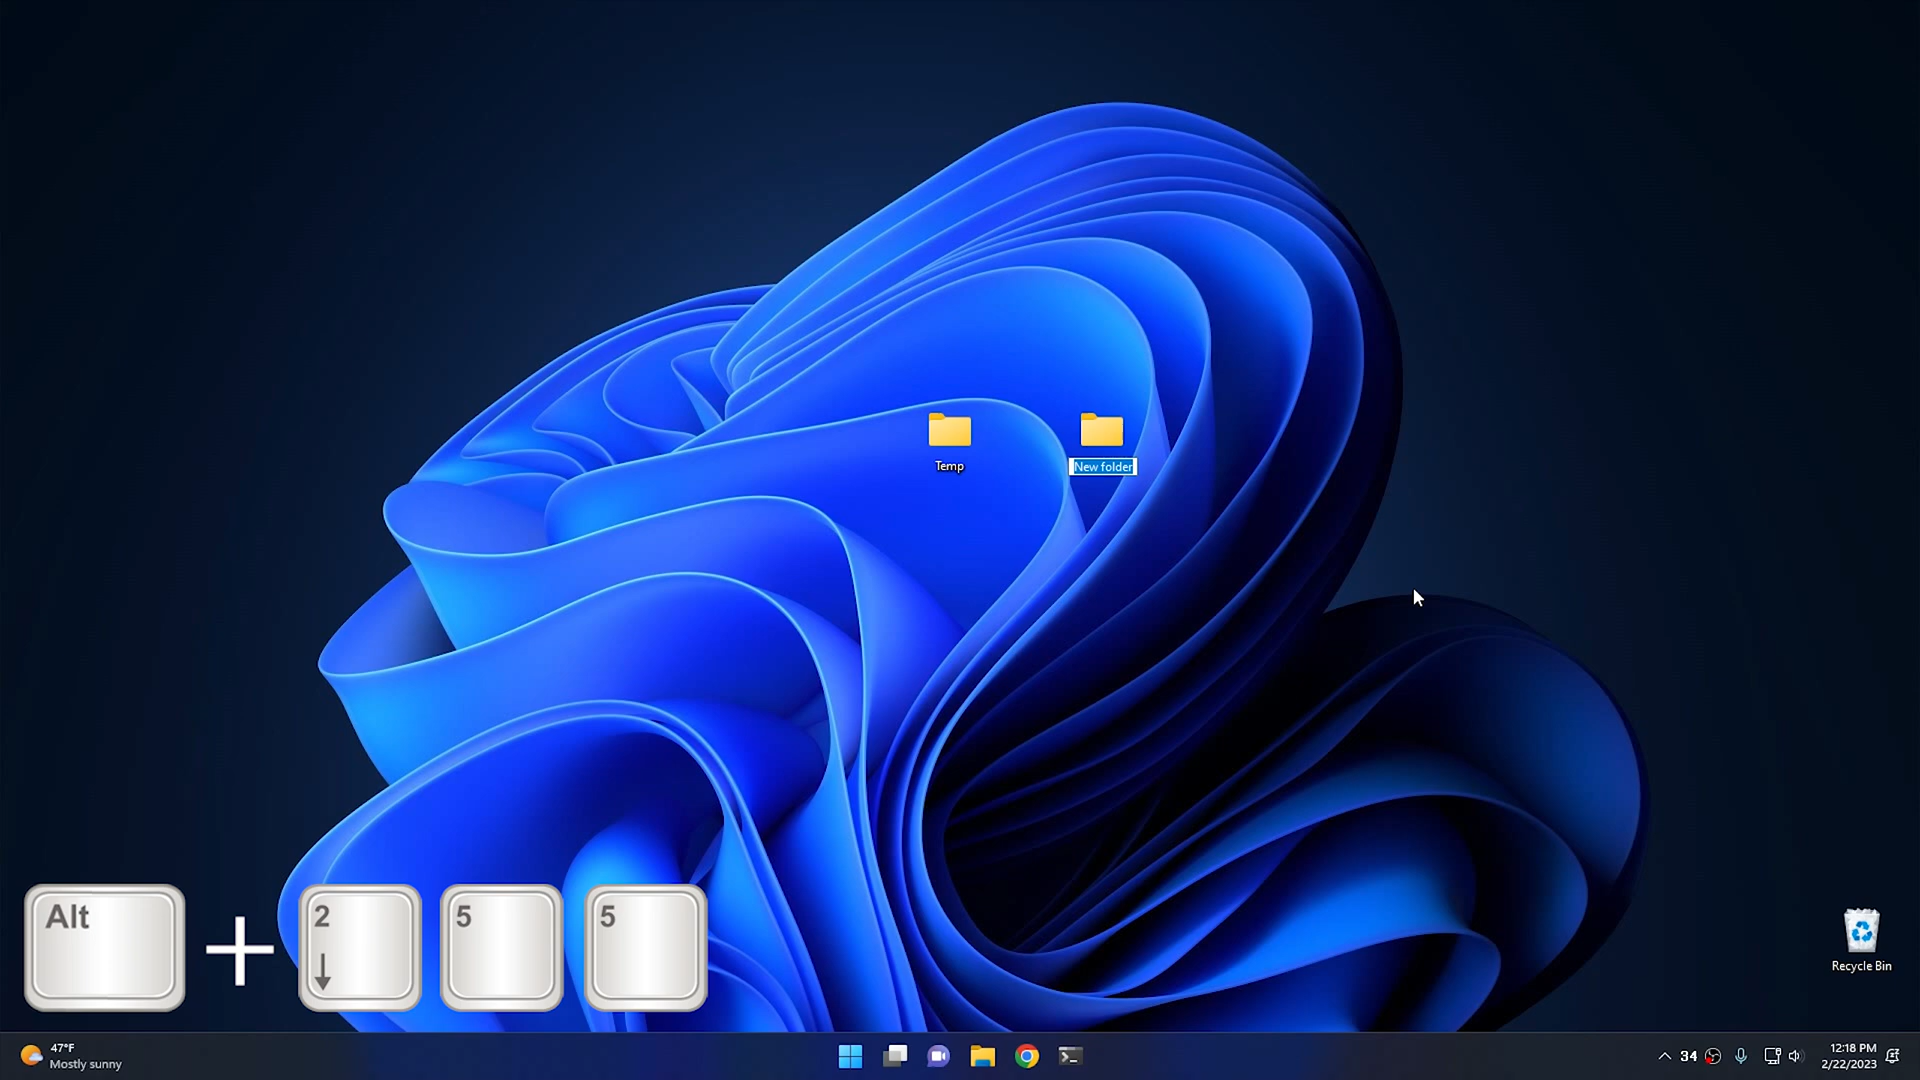 Temp
New folder
Alt
2
5
5
Recycle Bin
47°F
Mostly sunny
34
12:18 PM
2/22/2023